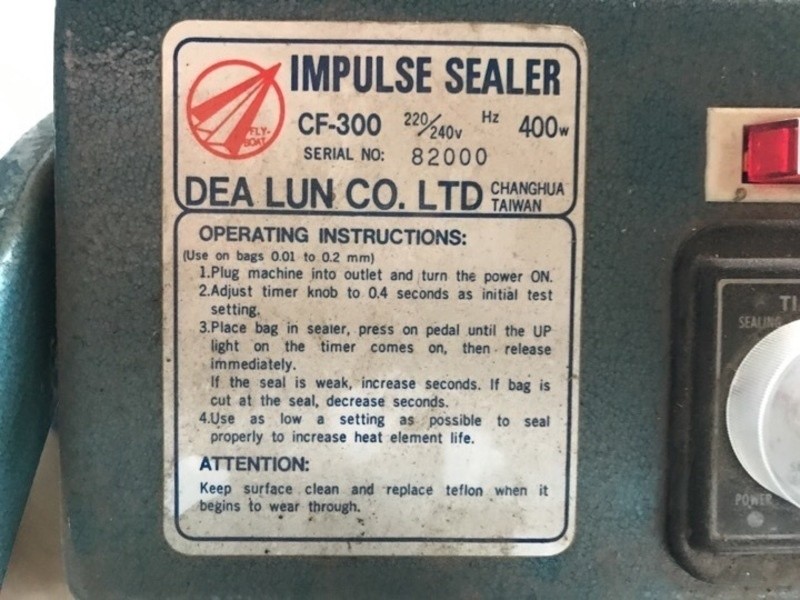 FLY-
BOAT
IMPULSE SEALER
CF-300 220/240v Hz 400w
SERIAL NO: 82000
DEA LUN CO. LTD CHANGHUA
TAIWAN
OPERATING INSTRUCTIONS:
(Use on bags 0.01 to 0.2 mm)
1.Plug machine into outlet and turn the power ON.
2.Adjust timer knob to 0.4 seconds as initial test
setting.
3.Place bag in sealer, press on pedal until the UP
light on the timer comes on, then release
immediately.
If the seal is weak, increase seconds. If bag is
cut at the seal, decrease seconds.
4.Use as low a setting as possible to seal
properly to increase heat element life.
ATTENTION:
Keep surface clean and replace teflon when it
begins to wear through.
SEALING
POWER